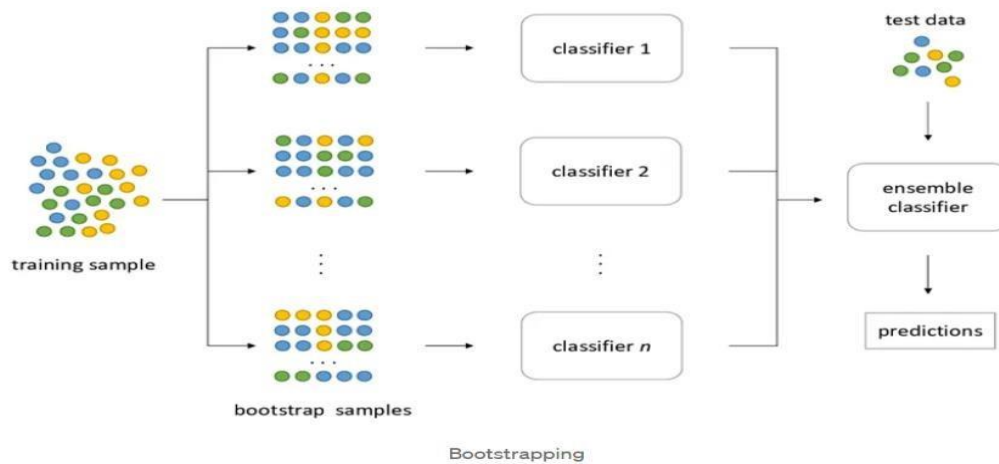 test data
classifier 1
. . .
classifier 2
. . .
ensemble
classifier
training sample
predictions
classifier n
. . .
bootstrap samples
Bootstrapping